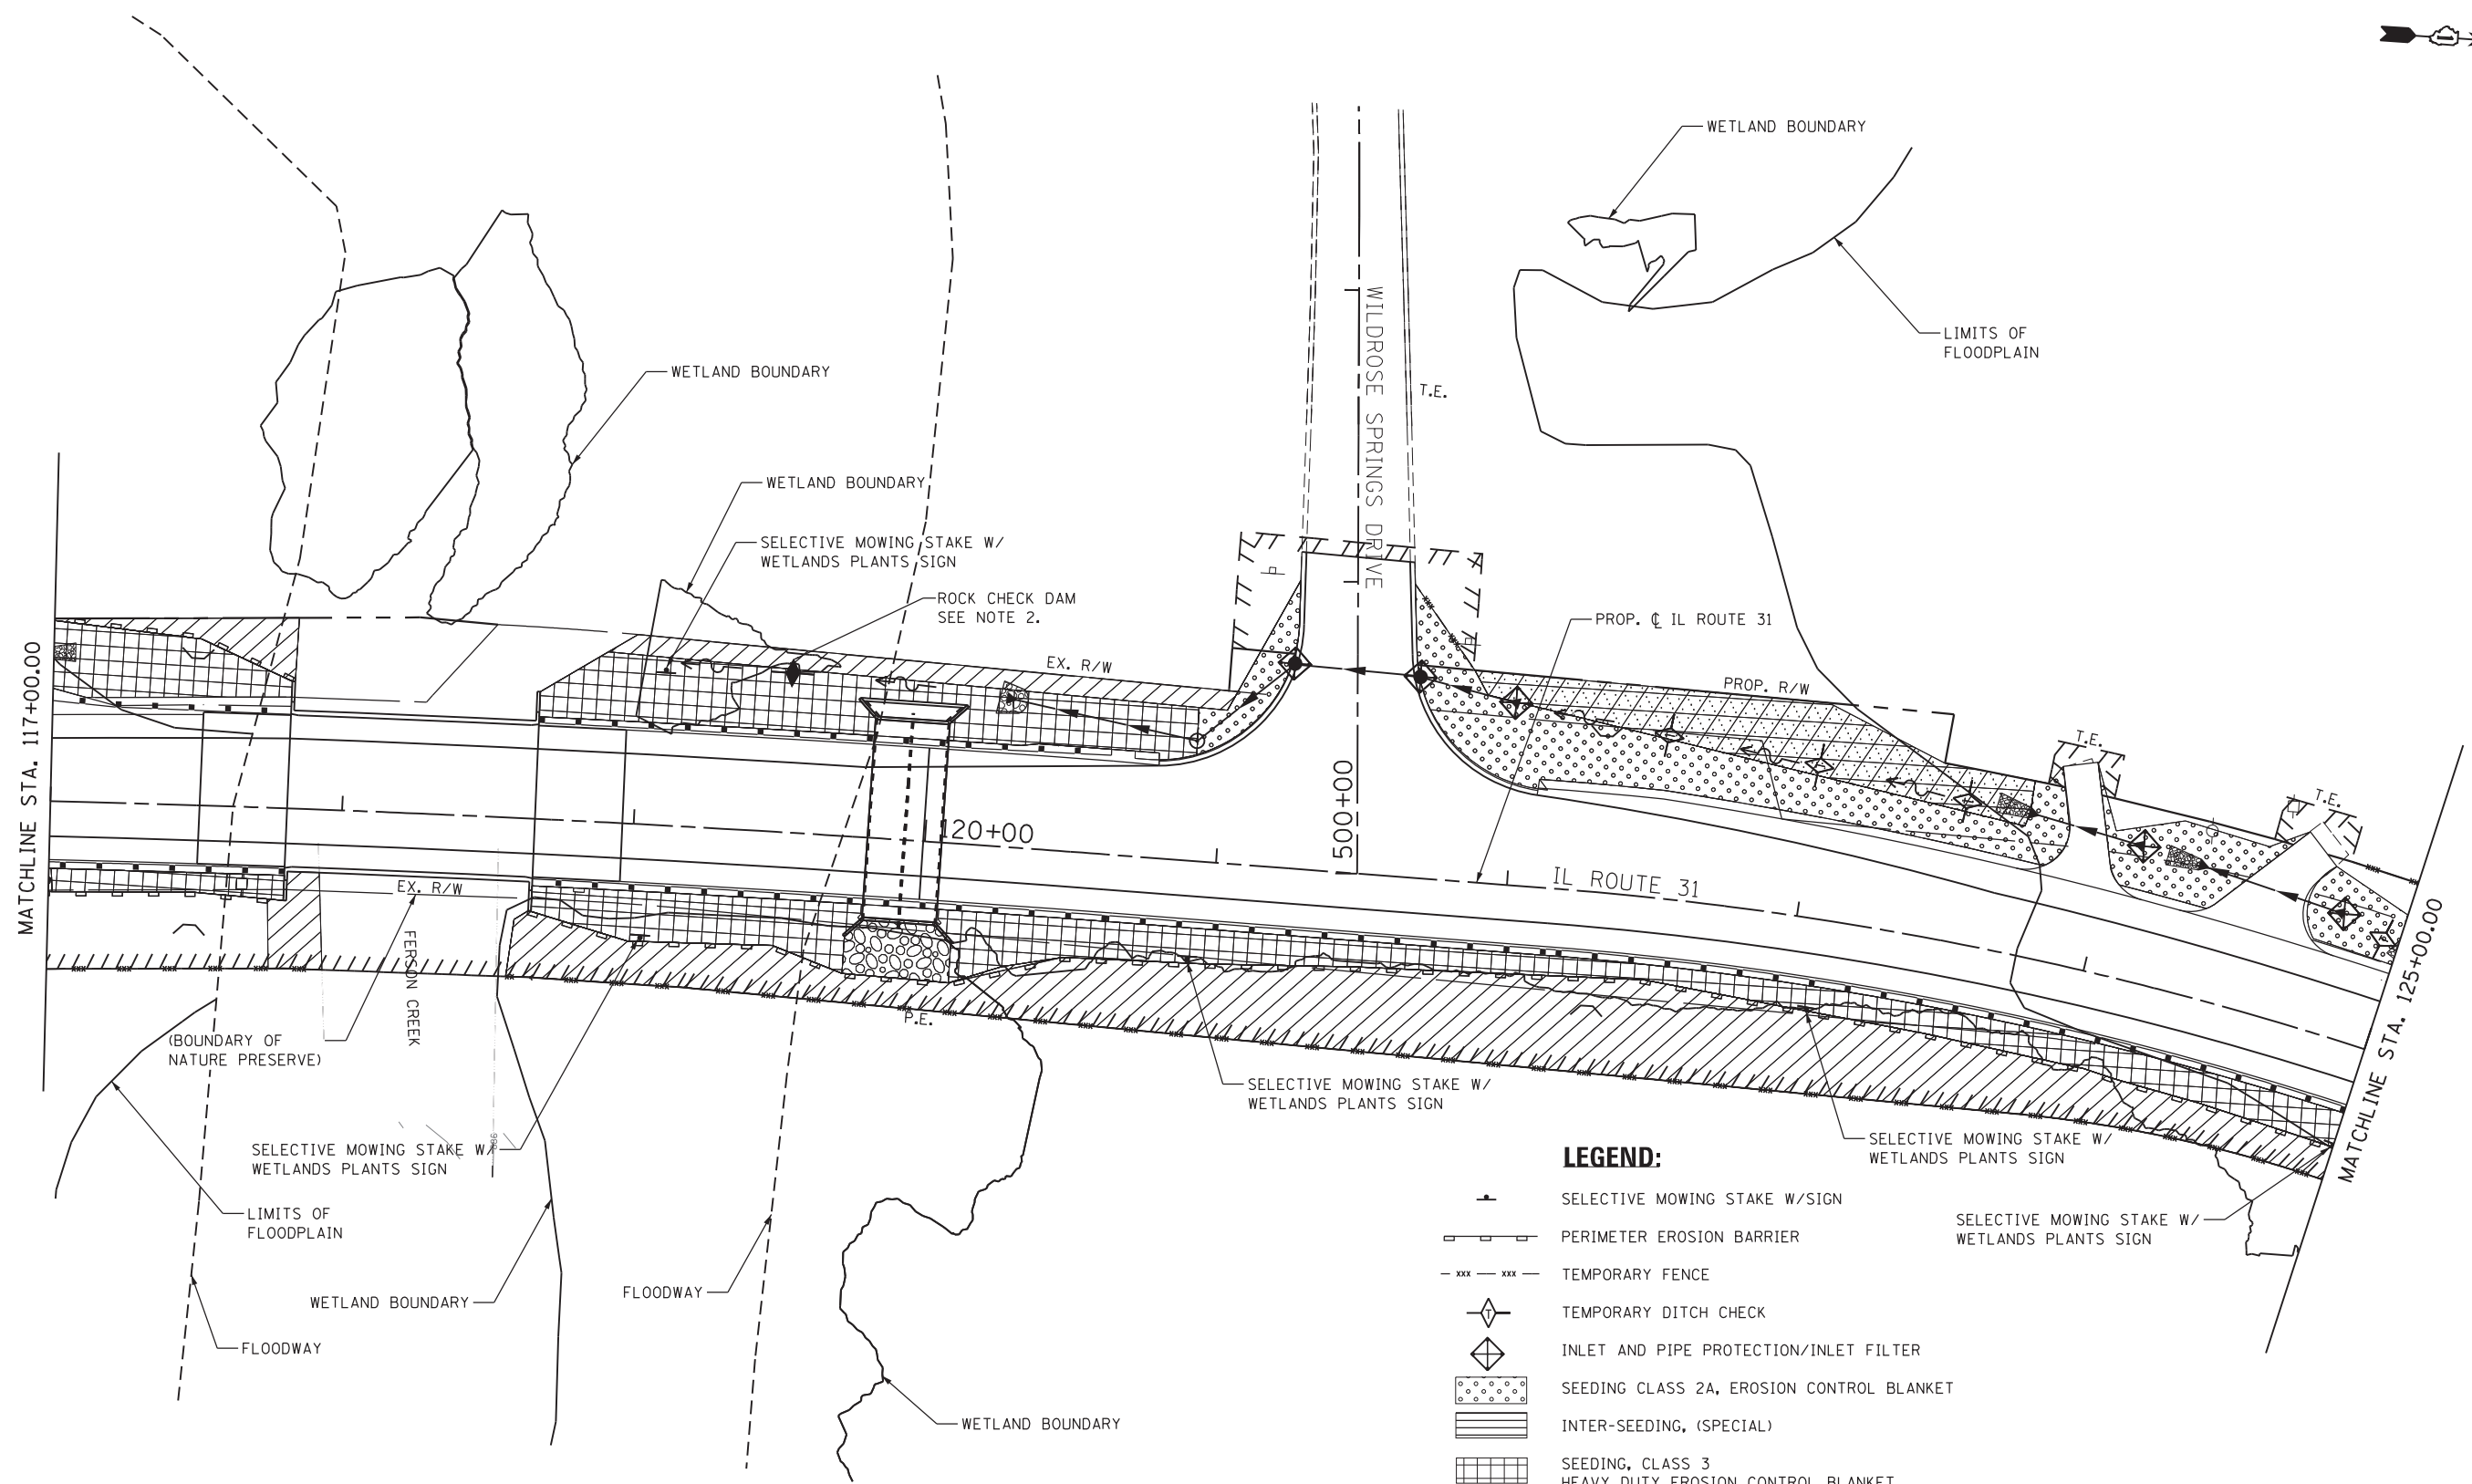 WETLAND BOUNDARY
LIMITS OF
FLOODPLAIN
WETLAND BOUNDARY
WILDROSE SPRINGS DRIVE
T.E.
WETLAND BOUNDARY
SELECTIVE MOWING STAKE W/
WETLANDS PLANTS SIGN
ROCK CHECK DAM
SEE NOTE 2.
PROP. ℄ IL ROUTE 31
EX. R/W
PROP. R/W
T.E.
T.E.
MATCHLINE STA. 117+00.00
120+00
500+00
IL ROUTE 31
EX. R/W
FERSON CREEK
MATCHLINE STA. 125+00.00
P.E.
(BOUNDARY OF
NATURE PRESERVE)
SELECTIVE MOWING STAKE W/
WETLANDS PLANTS SIGN
SELECTIVE MOWING STAKE W/
WETLANDS PLANTS SIGN
SELECTIVE MOWING STAKE W/
WETLANDS PLANTS SIGN
LIMITS OF
FLOODPLAIN
SELECTIVE MOWING STAKE W/
WETLANDS PLANTS SIGN
WETLAND BOUNDARY
FLOODWAY
FLOODWAY
WETLAND BOUNDARY
LEGEND:
SELECTIVE MOWING STAKE W/SIGN
PERIMETER EROSION BARRIER
TEMPORARY FENCE
TEMPORARY DITCH CHECK
INLET AND PIPE PROTECTION/INLET FILTER
SEEDING CLASS 2A, EROSION CONTROL BLANKET
INTER-SEEDING, (SPECIAL)
SEEDING, CLASS 3
HEAVY DUTY EROSION CONTROL BLANKET